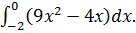 ∫₋₂⁰(9x² − 4x)dx.